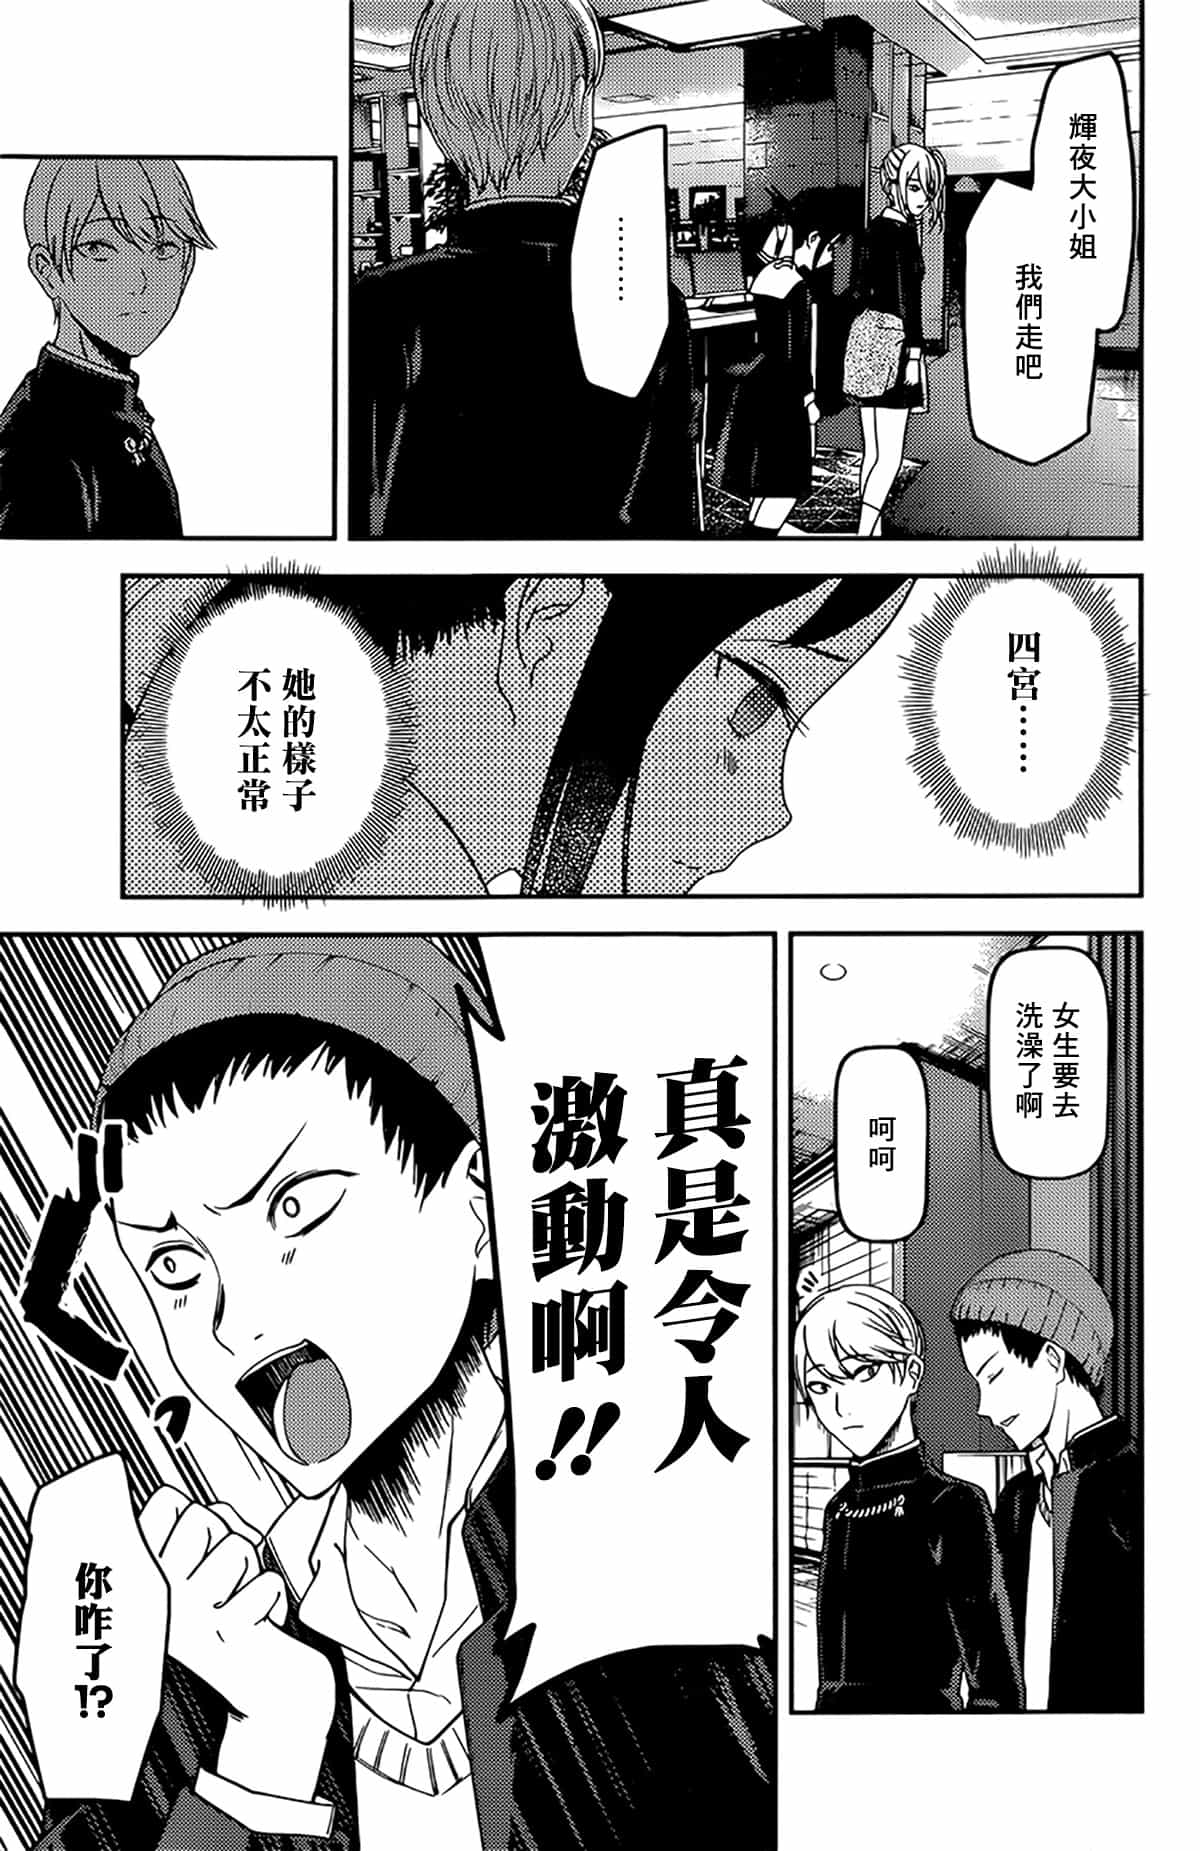 輝夜大小姐
我們走吧
………
四宮……
她的樣子
不太正常
女生要去
洗澡了啊
呵呵
真是令人
激動啊!!
你咋了!?